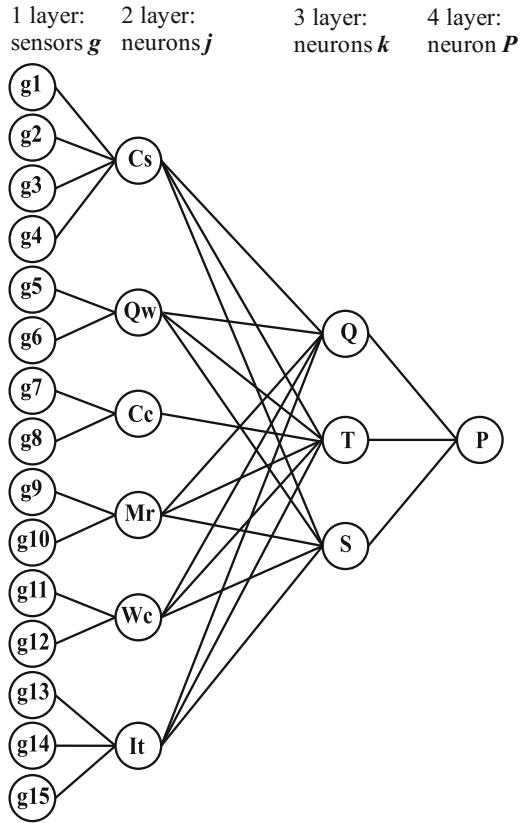 1 layer: 2 layer: 3 layer: 4 layer:
sensors g neurons j neurons k neuron P
g1
g2
Cs
g3
g4
g5
Qw
g6
Q
g7
Cc
g8
T
P
g9
Mr
g10
S
g11
Wc
g12
g13
g14
It
g15